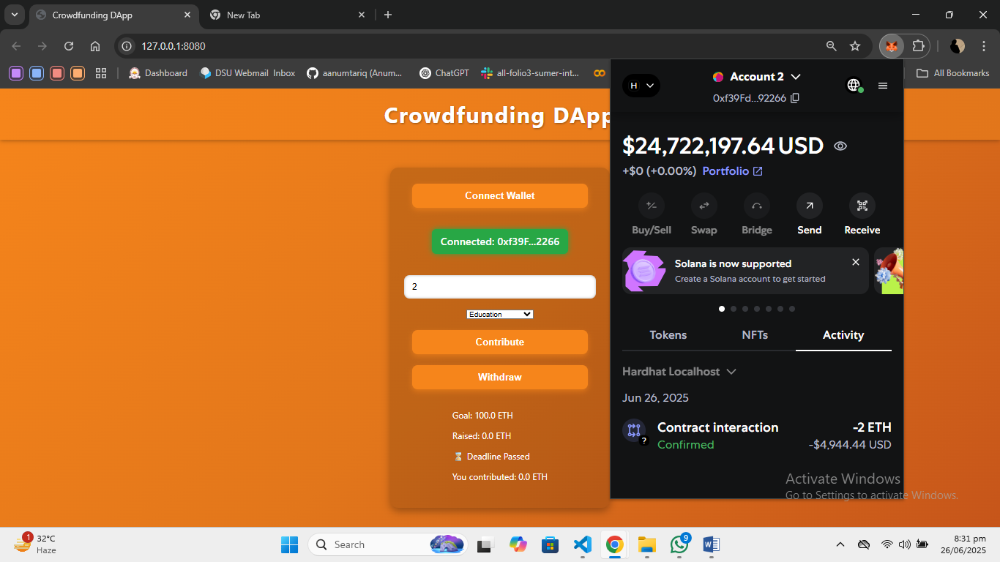 Crowdfunding DApp
New Tab
127.0.0.1:8080
Dashboard
DSU Webmail Inbox
aanumtariq (Anum...
ChatGPT
all-folio3-sumer-int...
All Bookmarks
Crowdfunding DApp
Connect Wallet
Connected: 0xf39F...2266
2
Education
Contribute
Withdraw
Goal: 100.0 ETH
Raised: 0.0 ETH
⌛ Deadline Passed
You contributed: 0.0 ETH
H
Account 2
0xf39Fd...92266
$24,722,197.64 USD
+$0 (+0.00%) Portfolio
Buy/Sell
Swap
Bridge
Send
Receive
Solana is now supported
Create a Solana account to get started
Tokens
NFTs
Activity
Hardhat Localhost
Jun 26, 2025
Contract interaction
-2 ETH
?
Confirmed
-$4,944.44 USD
Activate Windows
Go to Settings to activate Windows.
1
32°C
Haze
Search
9
8:31 pm
26/06/2025